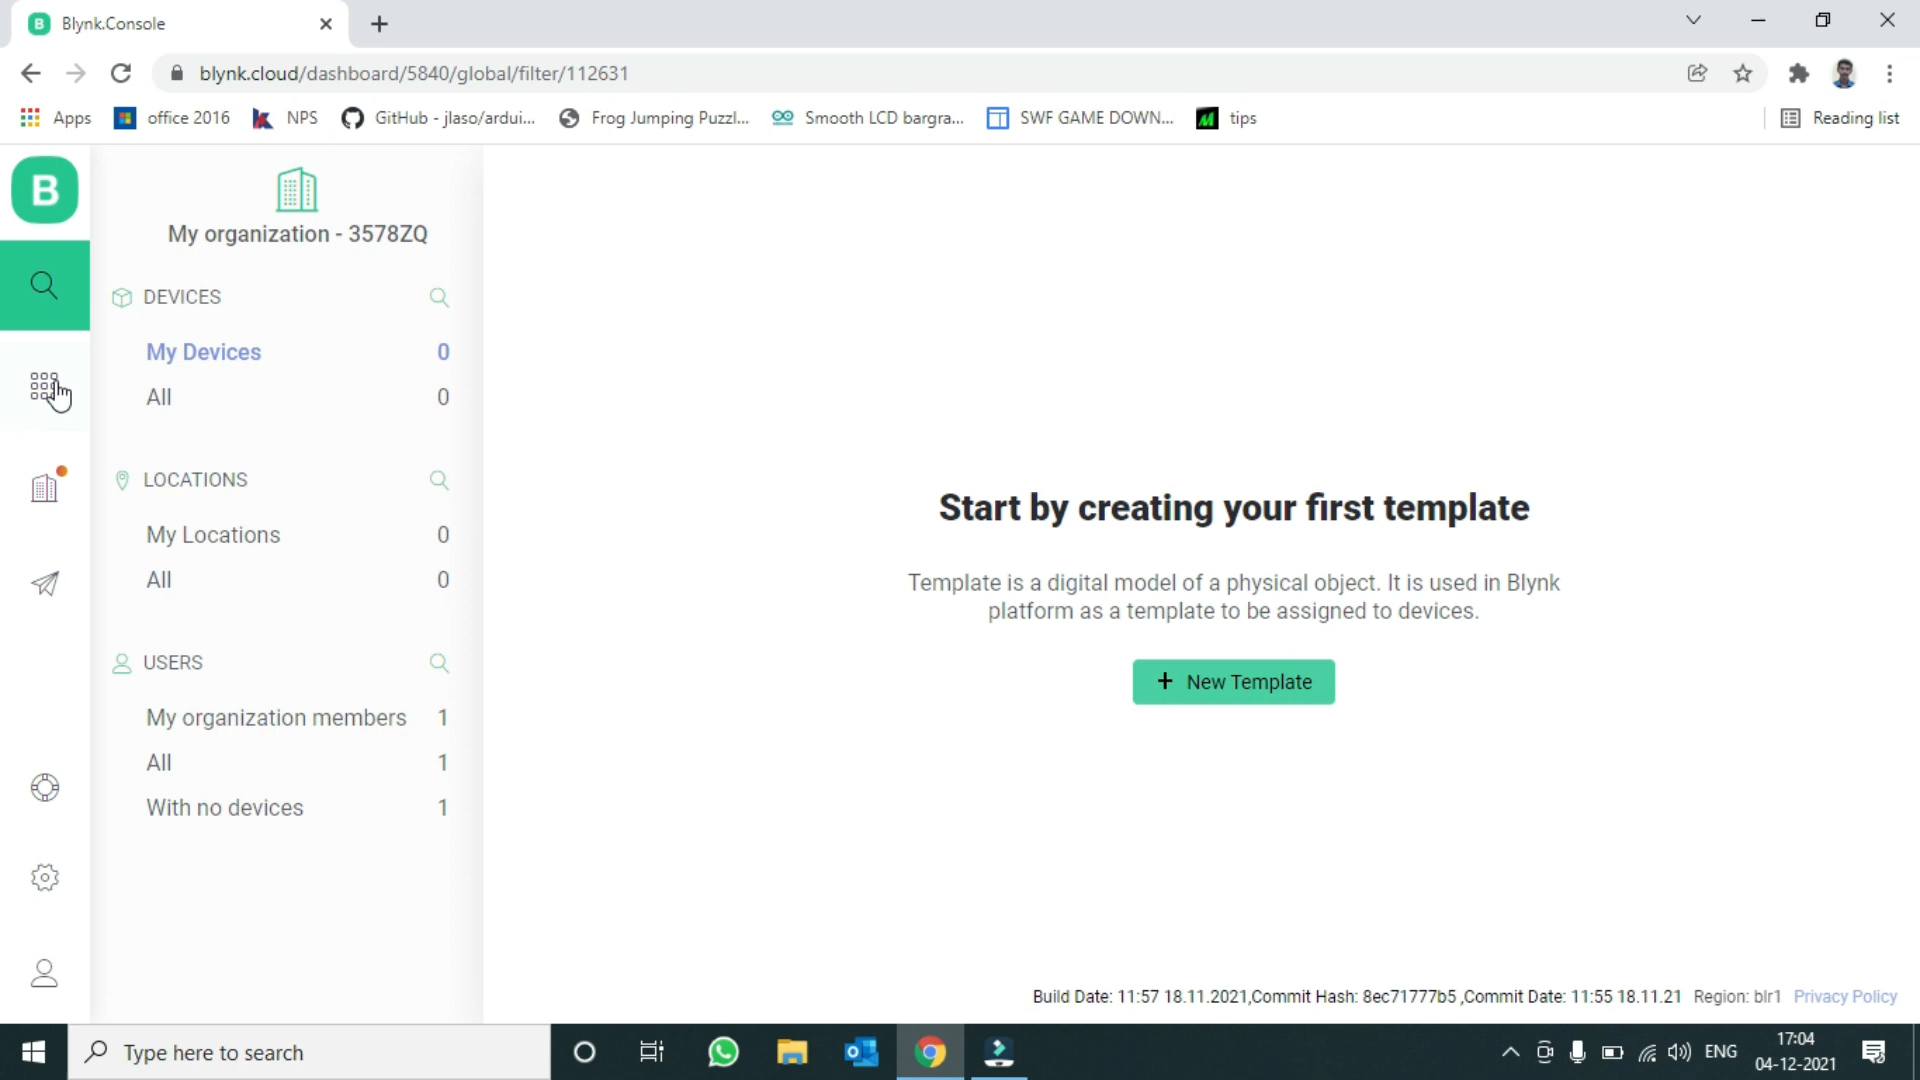 B Blynk.Console
blynk.cloud/dashboard/5840/global/filter/112631
Apps office 2016 NPS GitHub - jlaso/ardui... Frog Jumping Puzzl... Smooth LCD bargra... SWF GAME DOWN... tips Reading list
B
My organization - 3578ZQ
DEVICES
My Devices 0
All 0
LOCATIONS
My Locations 0
All 0
USERS
My organization members 1
All 1
With no devices 1
Start by creating your first template
Template is a digital model of a physical object. It is used in Blynk
platform as a template to be assigned to devices.
+ New Template
Build Date: 11:57 18.11.2021,Commit Hash: 8ec71777b5 ,Commit Date: 11:55 18.11.21 Region: blr1 Privacy Policy
Type here to search
ENG
17:04
04-12-2021